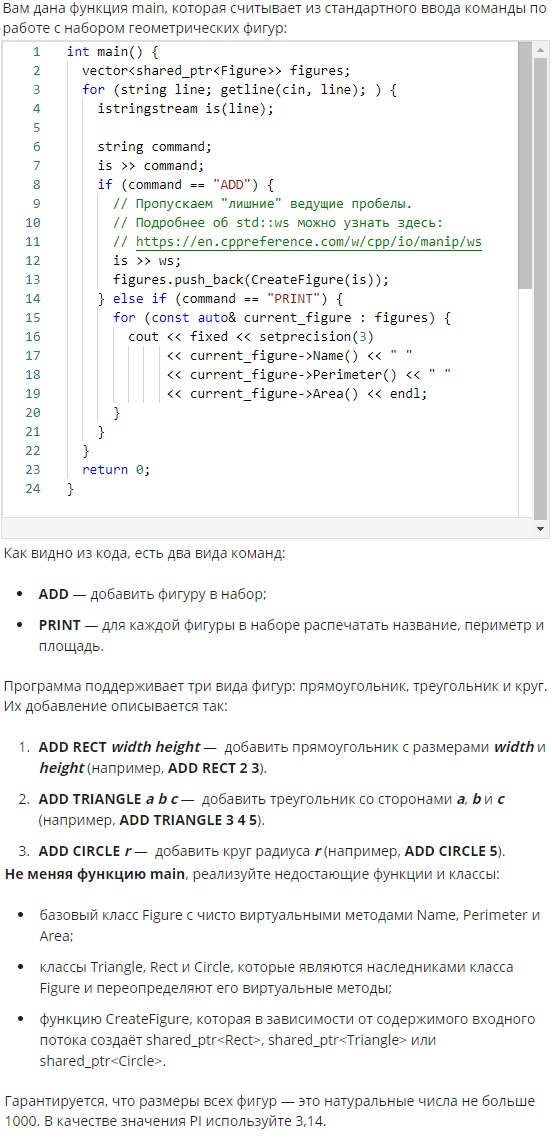 Вам дана функция main, которая считывает из стандартного ввода команды по
работе с набором геометрических фигур:
1 int main() {
2 vector<shared_ptr<Figure>> figures;
3 for (string line; getline(cin, line); ) {
4 istringstream is(line);
5
6 string command;
7 is >> command;
8 if (command == "ADD") {
9 // Пропускаем "лишние" ведущие пробелы.
10 // Подробнее об std::ws можно узнать здесь:
11 // https://en.cppreference.com/w/cpp/io/manip/ws
12 is >> ws;
13 figures.push_back(CreateFigure(is));
14 } else if (command == "PRINT") {
15 for (const auto& current_figure : figures) {
16 cout << fixed << setprecision(3)
17 << current_figure->Name() << " "
18 << current_figure->Perimeter() << " "
19 << current_figure->Area() << endl;
20 }
21 }
22 }
23 return 0;
24 }
Как видно из кода, есть два вида команд:
• ADD — добавить фигуру в набор;
• PRINT — для каждой фигуры в наборе распечатать название, периметр и
площадь.
Программа поддерживает три вида фигур: прямоугольник, треугольник и круг.
Их добавление описывается так:
1. ADD RECT width height — добавить прямоугольник с размерами width и
height (например, ADD RECT 2 3).
2. ADD TRIANGLE a b c — добавить треугольник со сторонами a, b и c
(например, ADD TRIANGLE 3 4 5).
3. ADD CIRCLE r — добавить круг радиуса r (например, ADD CIRCLE 5).
Не меняя функцию main, реализуйте недостающие функции и классы:
• базовый класс Figure с чисто виртуальными методами Name, Perimeter и
Area;
• классы Triangle, Rect и Circle, которые являются наследниками класса
Figure и переопределяют его виртуальные методы;
• функцию CreateFigure, которая в зависимости от содержимого входного
потока создаёт shared_ptr<Rect>, shared_ptr<Triangle> или
shared_ptr<Circle>.
Гарантируется, что размеры всех фигур — это натуральные числа не больше
1000. В качестве значения PI используйте 3,14.